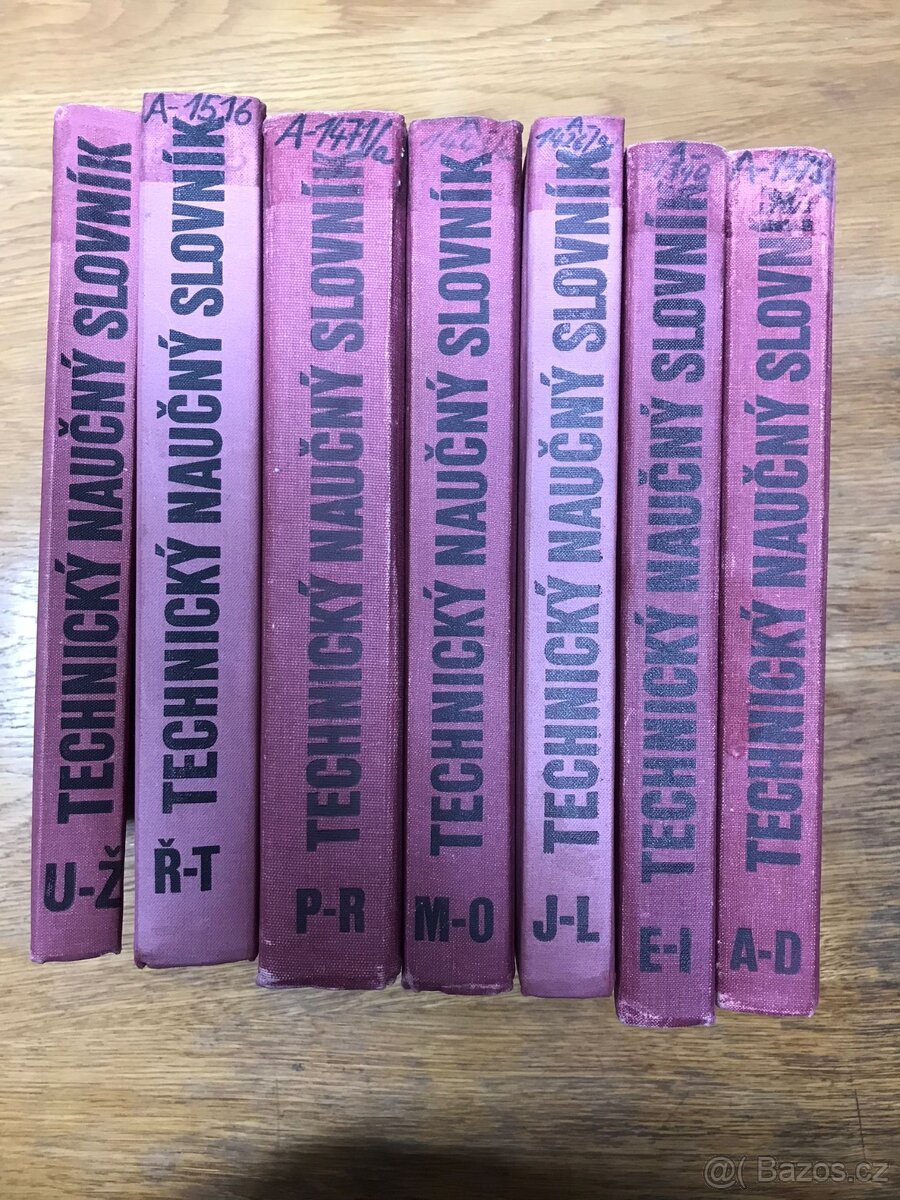 TECHNICKÝ NAUČNÝ SLOVNÍK
U-Ž
A-1516
TECHNICKÝ NAUČNÝ SLOVNÍK
Ř-T
A-1471/a
TECHNICKÝ NAUČNÝ SLOVNÍK
P-R
TECHNICKÝ NAUČNÝ SLOVNÍK
M-O
A
TECHNICKÝ NAUČNÝ SLOVNÍK
J-L
A-
TECHNICKÝ NAUČNÝ SLOVNÍK
E-I
TECHNICKÝ NAUČNÝ SLOVN
A-D
@( Bazos.cz